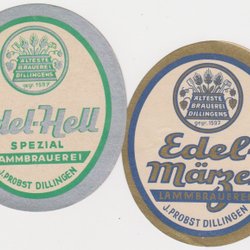 ÄLTESTE
BRAUEREI
DILLINGENS
gegr. 1597
del-Hell
SPEZIAL
AMMBRAUEREI
J. PROBST DILLINGEN
ÄLTESTE
BRAUEREI
DILLINGENS
gegr. 1597
Edel
Märze
LAMMBRAUEREI
J. PROBST DILLINGEN